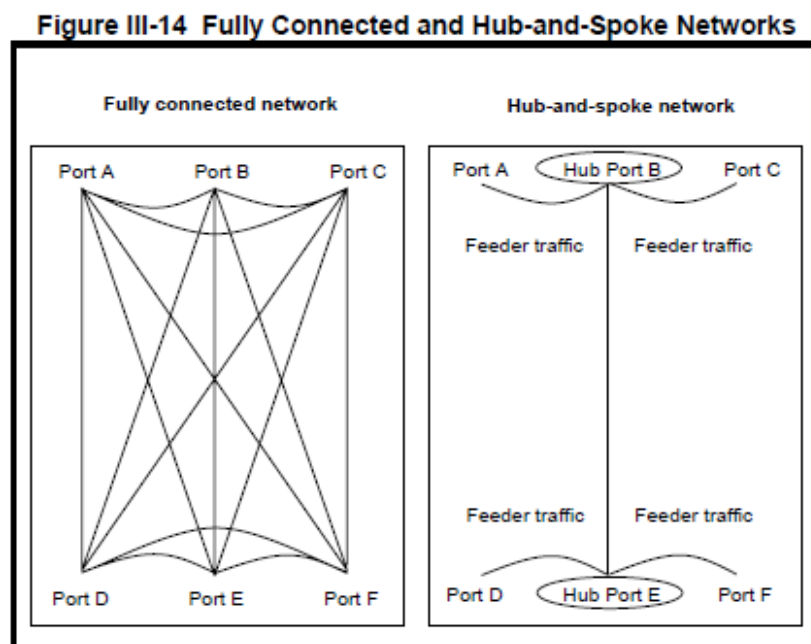 Figure III-14 Fully Connected and Hub-and-Spoke Networks
Fully connected network
Port A Port B Port C
Port D Port E Port F
Hub-and-spoke network
Port A Hub Port B Port C
Feeder traffic Feeder traffic
Feeder traffic Feeder traffic
Port D Hub Port E Port F